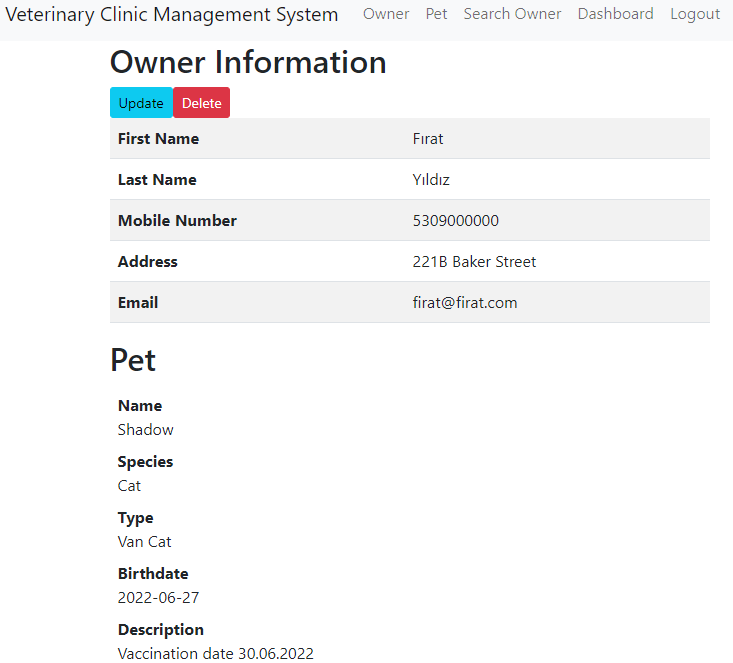 Veterinary Clinic Management System Owner Pet Search Owner Dashboard Logout
Owner Information
Update Delete
First Name Fırat
Last Name Yıldız
Mobile Number 5309000000
Address 221B Baker Street
Email firat@firat.com
Pet
Name
Shadow
Species
Cat
Type
Van Cat
Birthdate
2022-06-27
Description
Vaccination date 30.06.2022